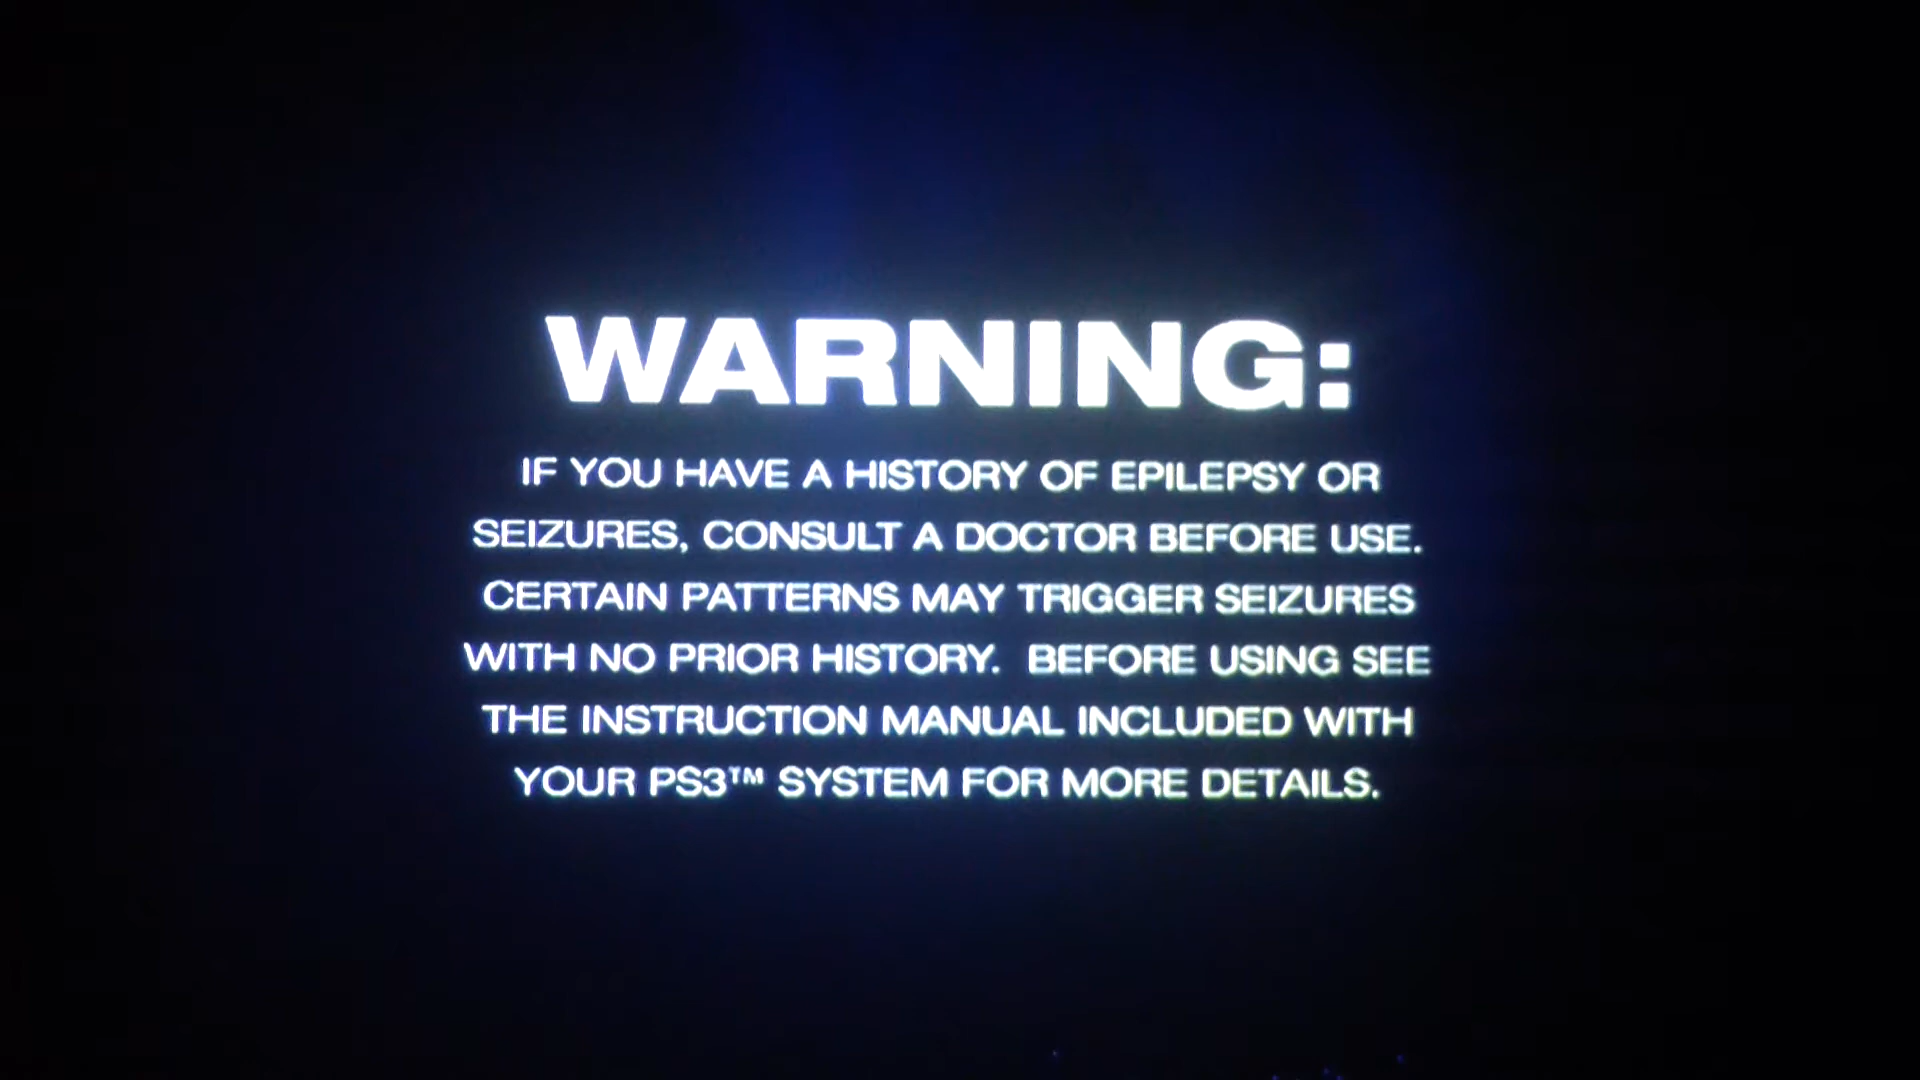 WARNING:
IF YOU HAVE A HISTORY OF EPILEPSY OR
SEIZURES, CONSULT A DOCTOR BEFORE USE.
CERTAIN PATTERNS MAY TRIGGER SEIZURES
WITH NO PRIOR HISTORY.  BEFORE USING SEE
THE INSTRUCTION MANUAL INCLUDED WITH
YOUR PS3™ SYSTEM FOR MORE DETAILS.